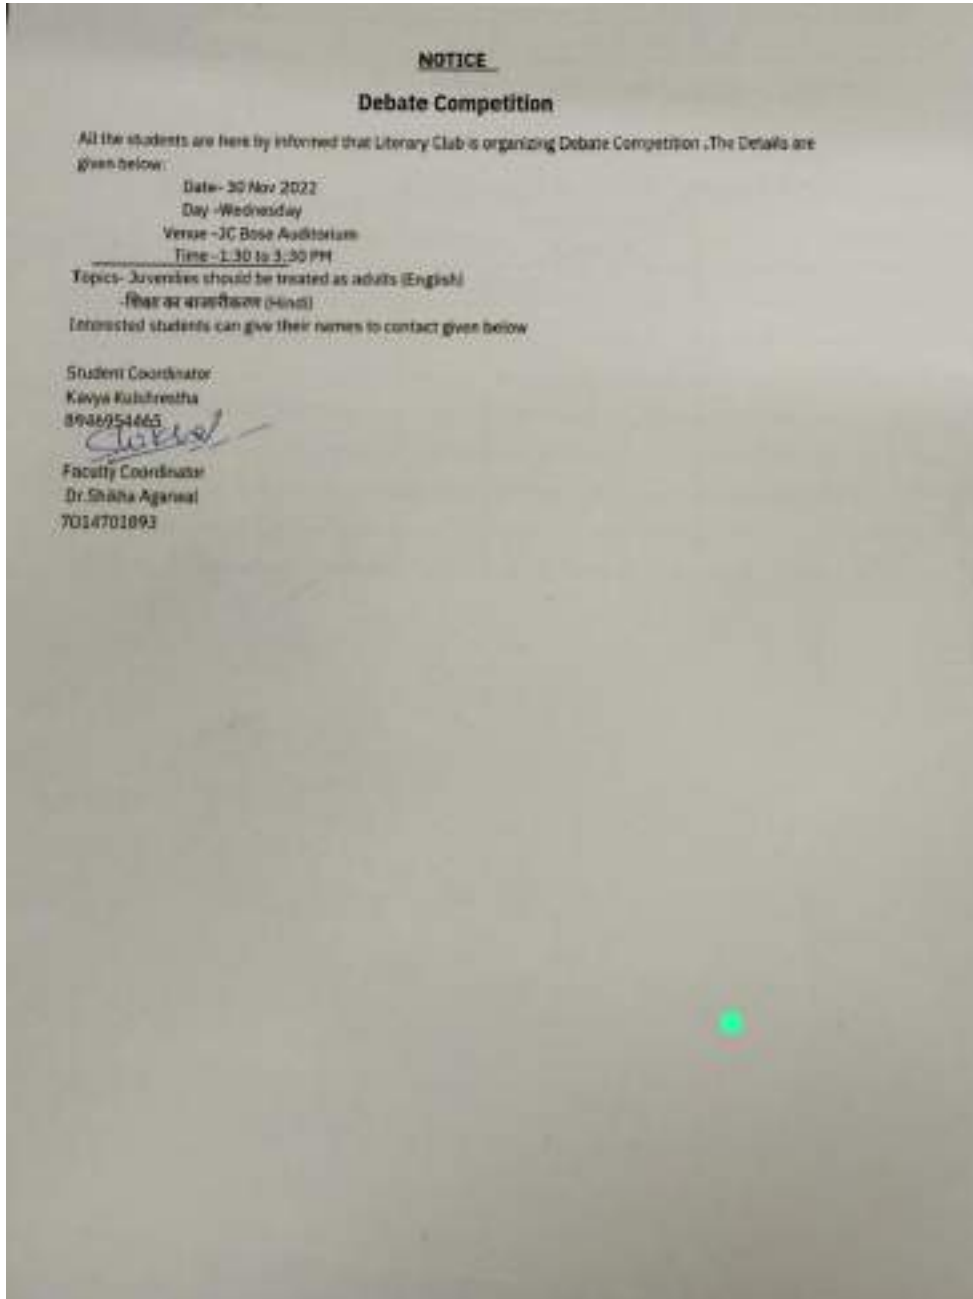 NOTICE
Debate Competition
All the students are here by informed that Literary Club is organizing Debate Competition .The Details are
given below:
Date- 30 Nov 2022
Day -Wednesday
Venue -JC Bose Auditorium
Time -1:30 to 3:30 PM
Topics- Juveniles should be treated as adults (English)
-शिक्षा का बाजारीकरण (Hindi)
Interested students can give their names to contact given below
Student Coordinator
Kavya Kulshrestha
8946954465
Faculty Coordinator
Dr.Shikha Agarwal
7014701893